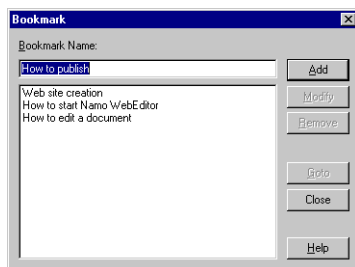 Bookmark
Bookmark Name:
How to publish
Add
Web site creation
How to start Namo WebEditor
How to edit a document
Modify
Remove
Goto
Close
Help